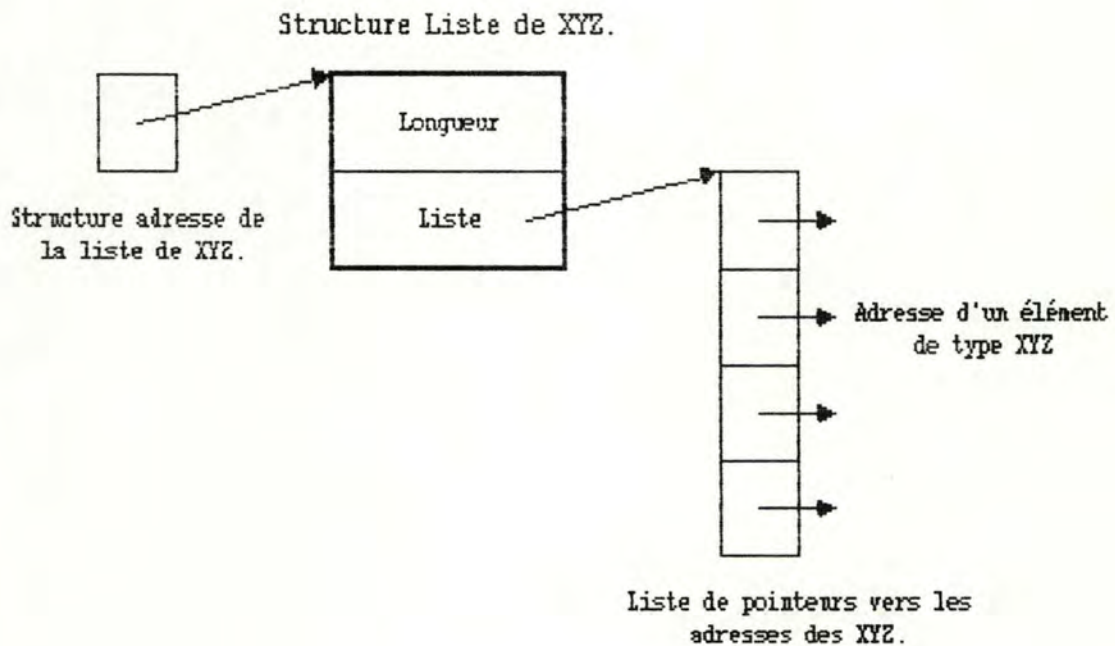 Structure Liste de XYZ.
Longueur
Liste
Structure adresse de
la liste de XYZ.
Adresse d'un élément
de type XYZ
Liste de pointeurs vers les
adresses des XYZ.